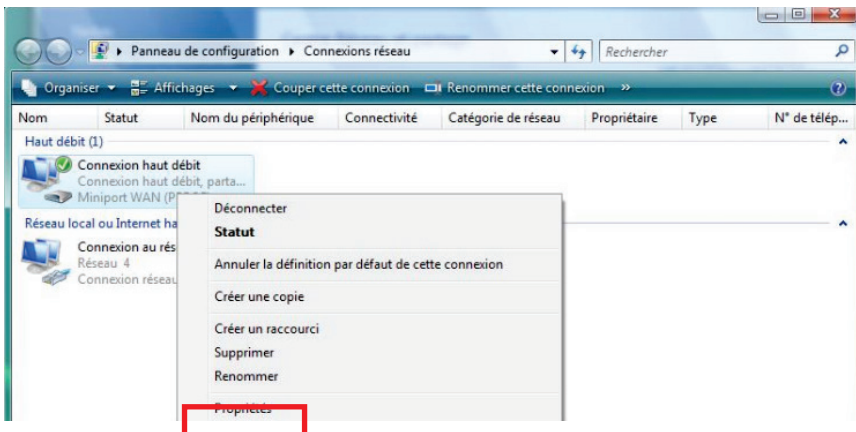 Panneau de configuration Connexions réseau
Rechercher
Organiser Affichages Couper cette connexion Renommer cette connexion »
Nom Statut Nom du périphérique Connectivité Catégorie de réseau Propriétaire Type N° de télép...
Haut débit (1)
Connexion haut débit
Connexion haut débit, parta...
Miniport WAN
Réseau local ou Internet ha
Connexion au rés
Réseau 4
Connexion réseau
Déconnecter
Statut
Annuler la définition par défaut de cette connexion
Créer une copie
Créer un raccourci
Supprimer
Renommer
Propriétés